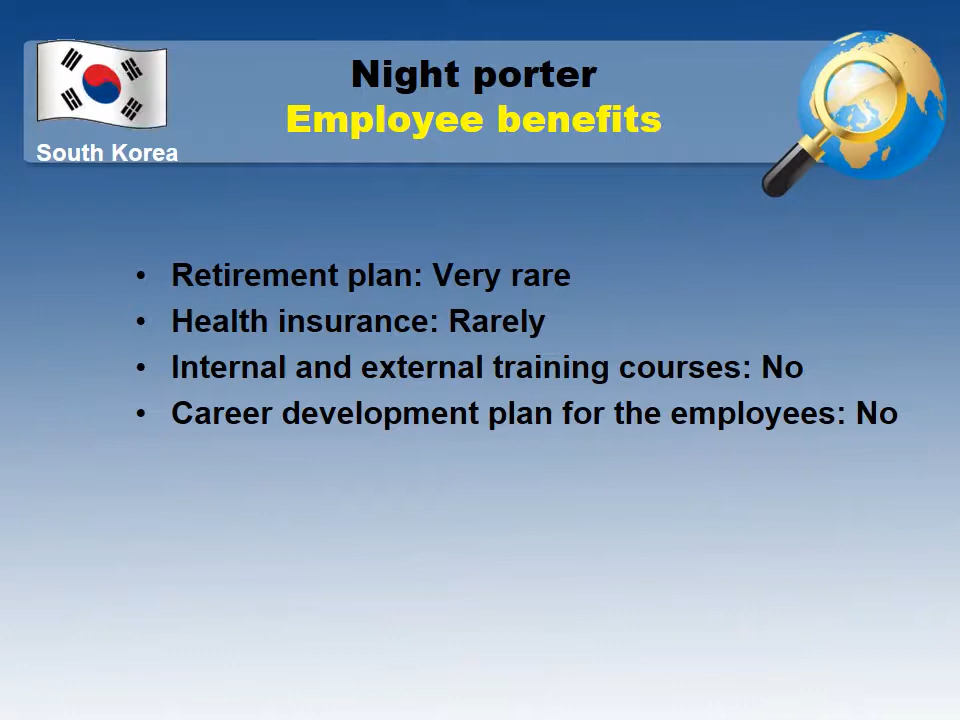 Night porter
Employee benefits
South Korea
• Retirement plan: Very rare
• Health insurance: Rarely
• Internal and external training courses: No
• Career development plan for the employees: No